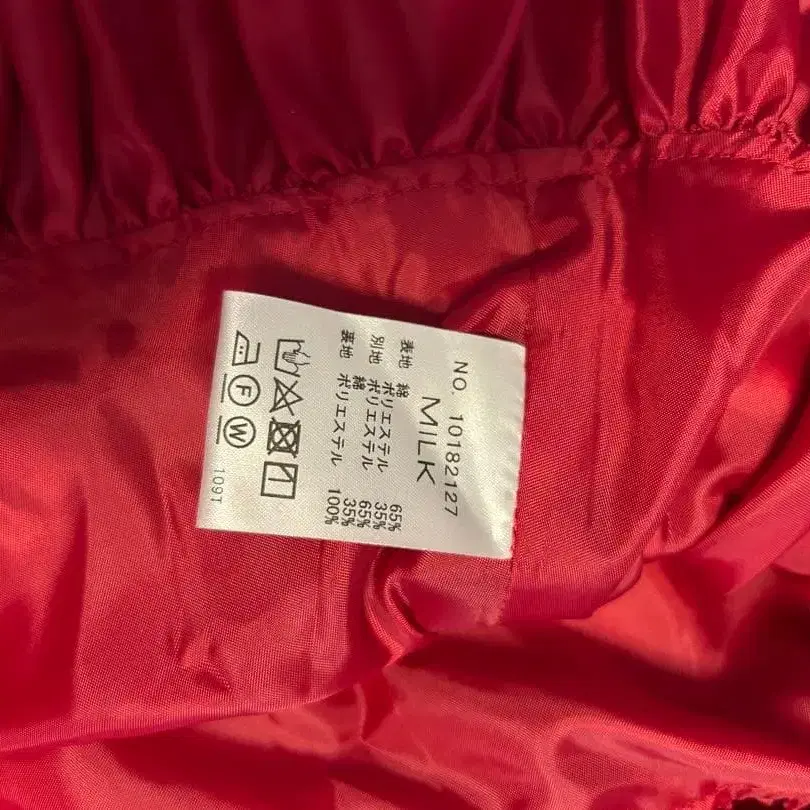 NO. 10182127
MILK
表地 綿 65%
ポリエステル 35%
別地 綿 65%
ポリエステル 35%
裏地 ポリエステル 100%
F W
109T